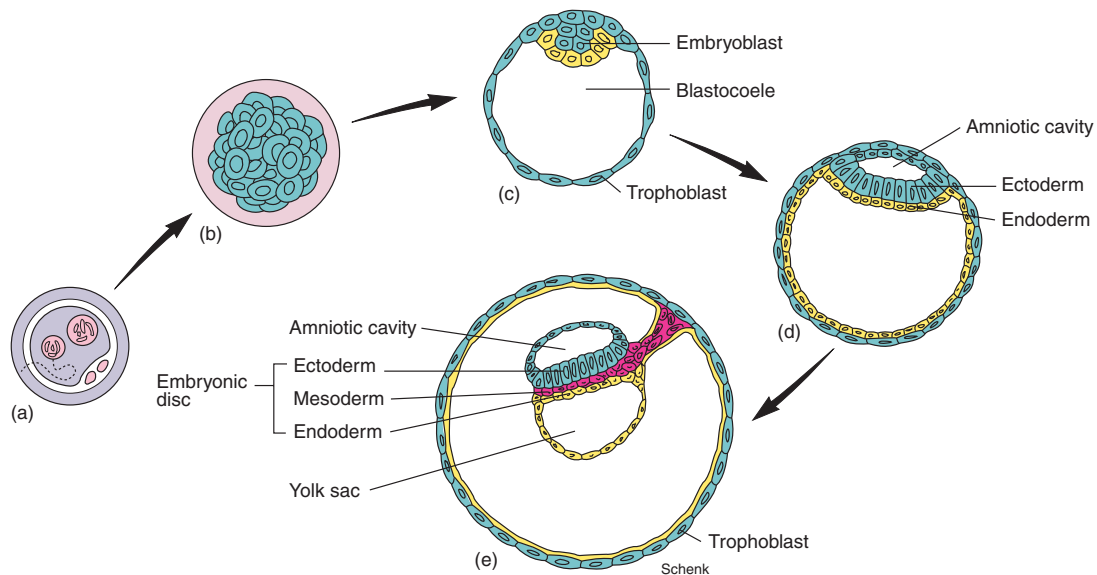 Embryoblast
Blastocoele
Trophoblast
(c)
(b)
Amniotic cavity
Ectoderm
Endoderm
(d)
(a)
Amniotic cavity
Ectoderm
Embryonic
disc
Mesoderm
Endoderm
Yolk sac
Trophoblast
(e)
Schenk